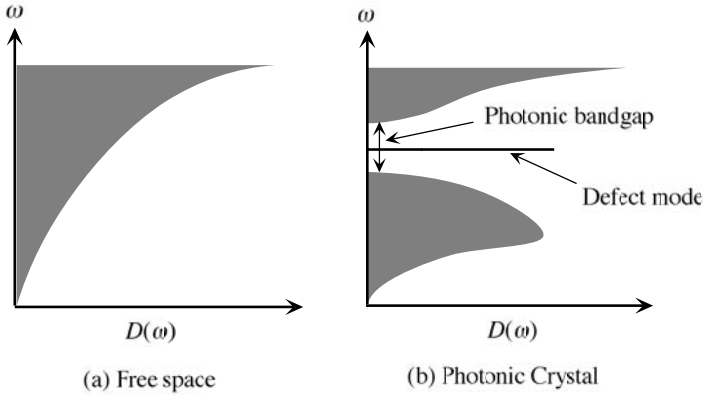 ω
ω
Photonic bandgap
Defect mode
D(ω)
D(ω)
(a) Free space
(b) Photonic Crystal